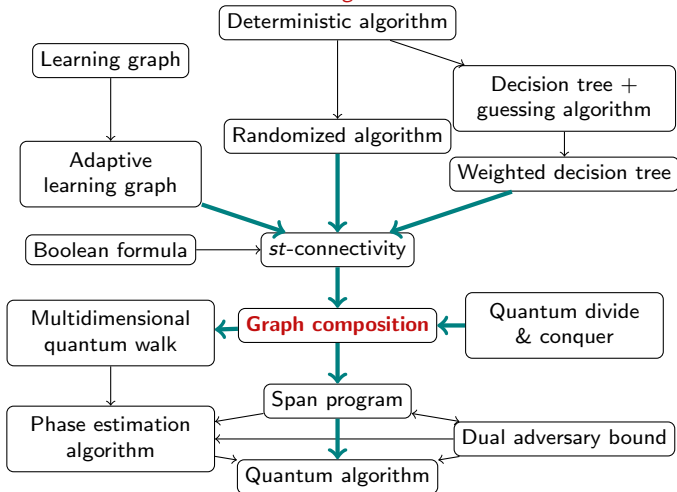 Deterministic algorithm
Learning graph
Decision tree +
guessing algorithm
Randomized algorithm
Adaptive
learning graph
Weighted decision tree
Boolean formula
st-connectivity
Multidimensional
quantum walk
Graph composition
Quantum divide
& conquer
Span program
Phase estimation
algorithm
Dual adversary bound
Quantum algorithm